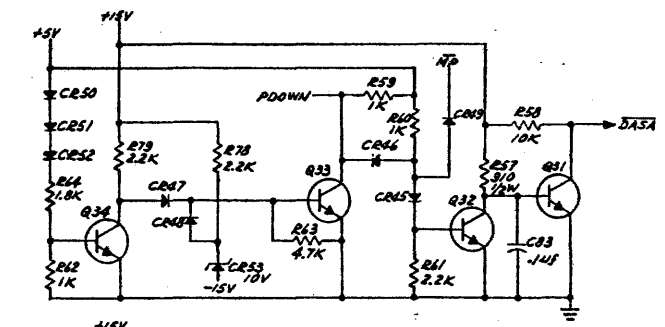 +5V
+15V
CR50
CR51
CR52
R64
1.8K
R79
2.2K
R78
2.2K
PDOWN
R59
1K
R60
1K
MP
CR49
CR46
R58
10K
DASA
Q34
CR47
CR48
Q33
CR45
Q32
R57
910
1/2W
Q31
R63
4.7K
R62
1K
CR53
10V
-15V
R61
2.2K
C83
.1uf
+15V